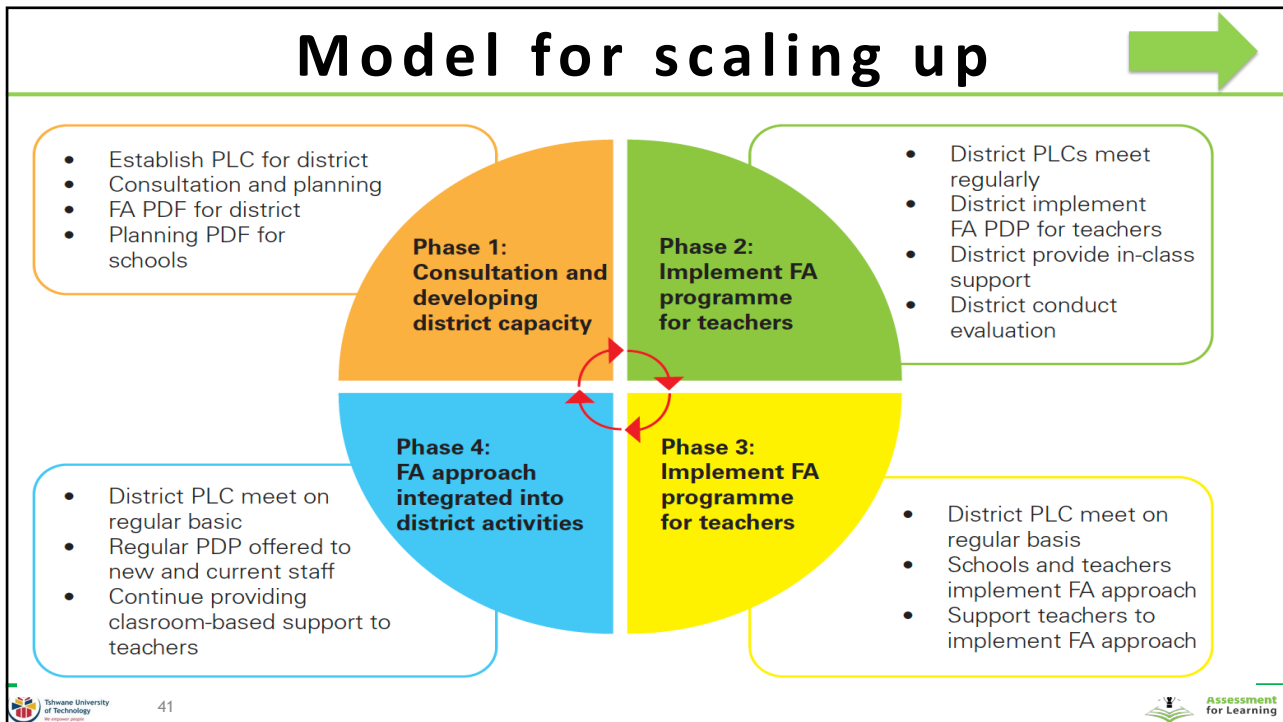 Model for scaling up
• Establish PLC for district
• Consultation and planning
• FA PDF for district
• Planning PDF for
schools
Phase 1:
Consultation and
developing
district capacity
Phase 2:
Implement FA
programme
for teachers
• District PLCs meet
regularly
• District implement
FA PDP for teachers
• District provide in-class
support
• District conduct
evaluation
Phase 4:
FA approach
integrated into
district activities
Phase 3:
Implement FA
programme
for teachers
• District PLC meet on
regular basic
• Regular PDP offered to
new and current staff
• Continue providing
clasroom-based support to
teachers
• District PLC meet on
regular basis
• Schools and teachers
implement FA approach
• Support teachers to
implement FA approach
Tshwane University
of Technology
We empower people
41
Assessment
for Learning